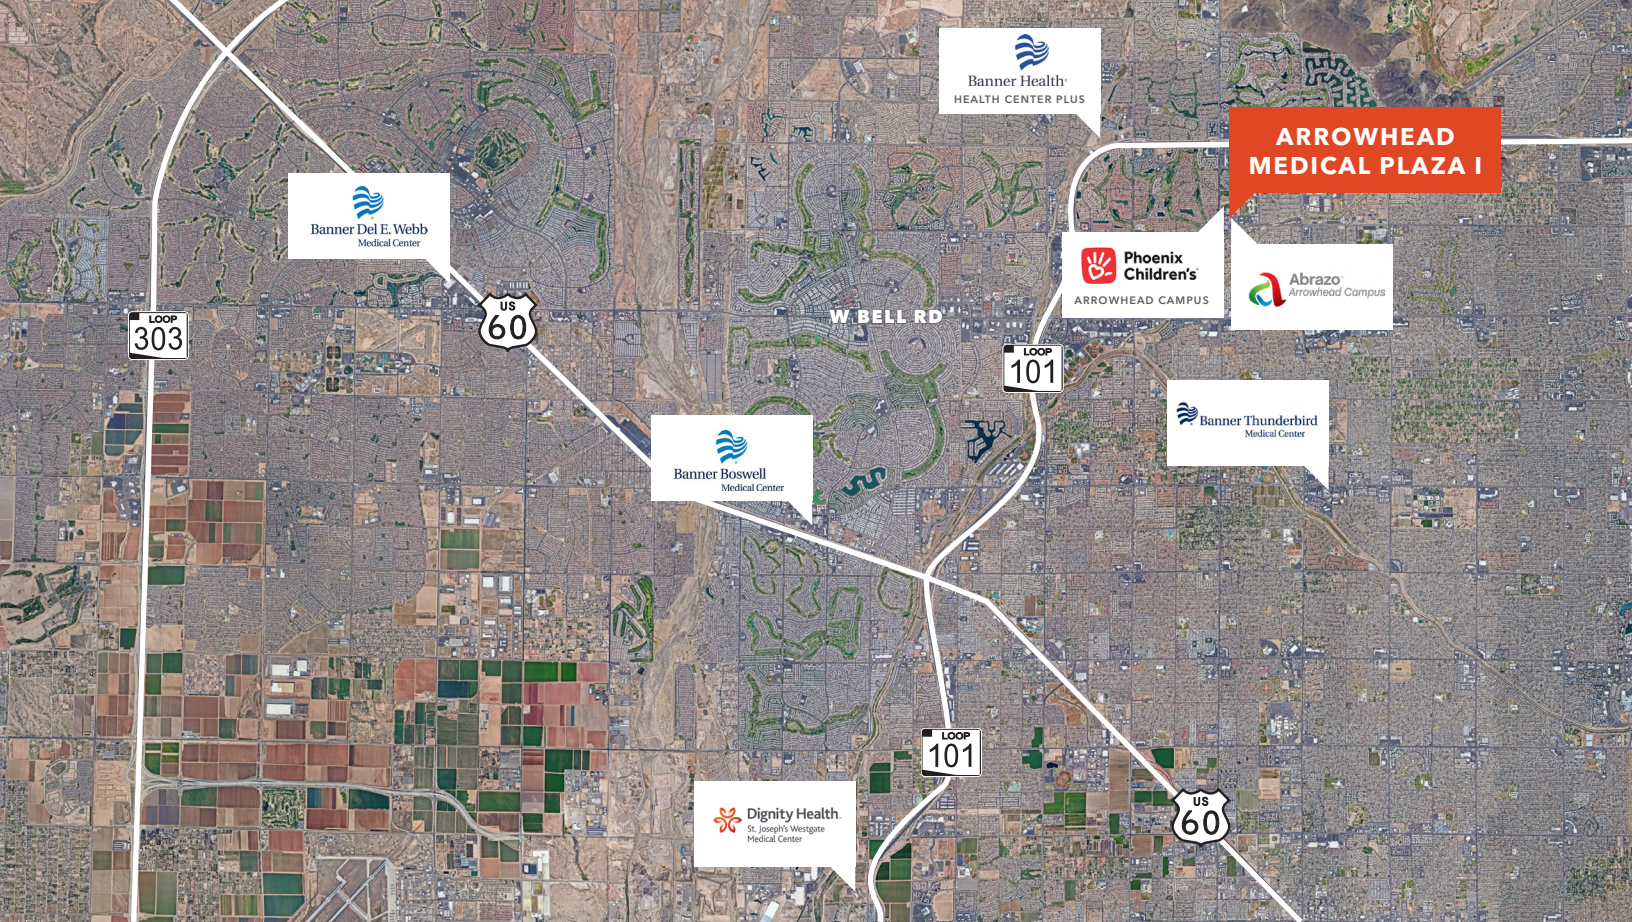 Banner Health®
HEALTH CENTER PLUS
ARROWHEAD
MEDICAL PLAZA I
Banner Del E. Webb
Medical Center
Phoenix
Children's
ARROWHEAD CAMPUS
Abrazo™
Arrowhead Campus
US
60
W BELL RD
LOOP
303
LOOP
101
Banner Thunderbird
Medical Center
Banner Boswell
Medical Center
LOOP
101
US
60
Dignity Health
St. Joseph's Westgate
Medical Center